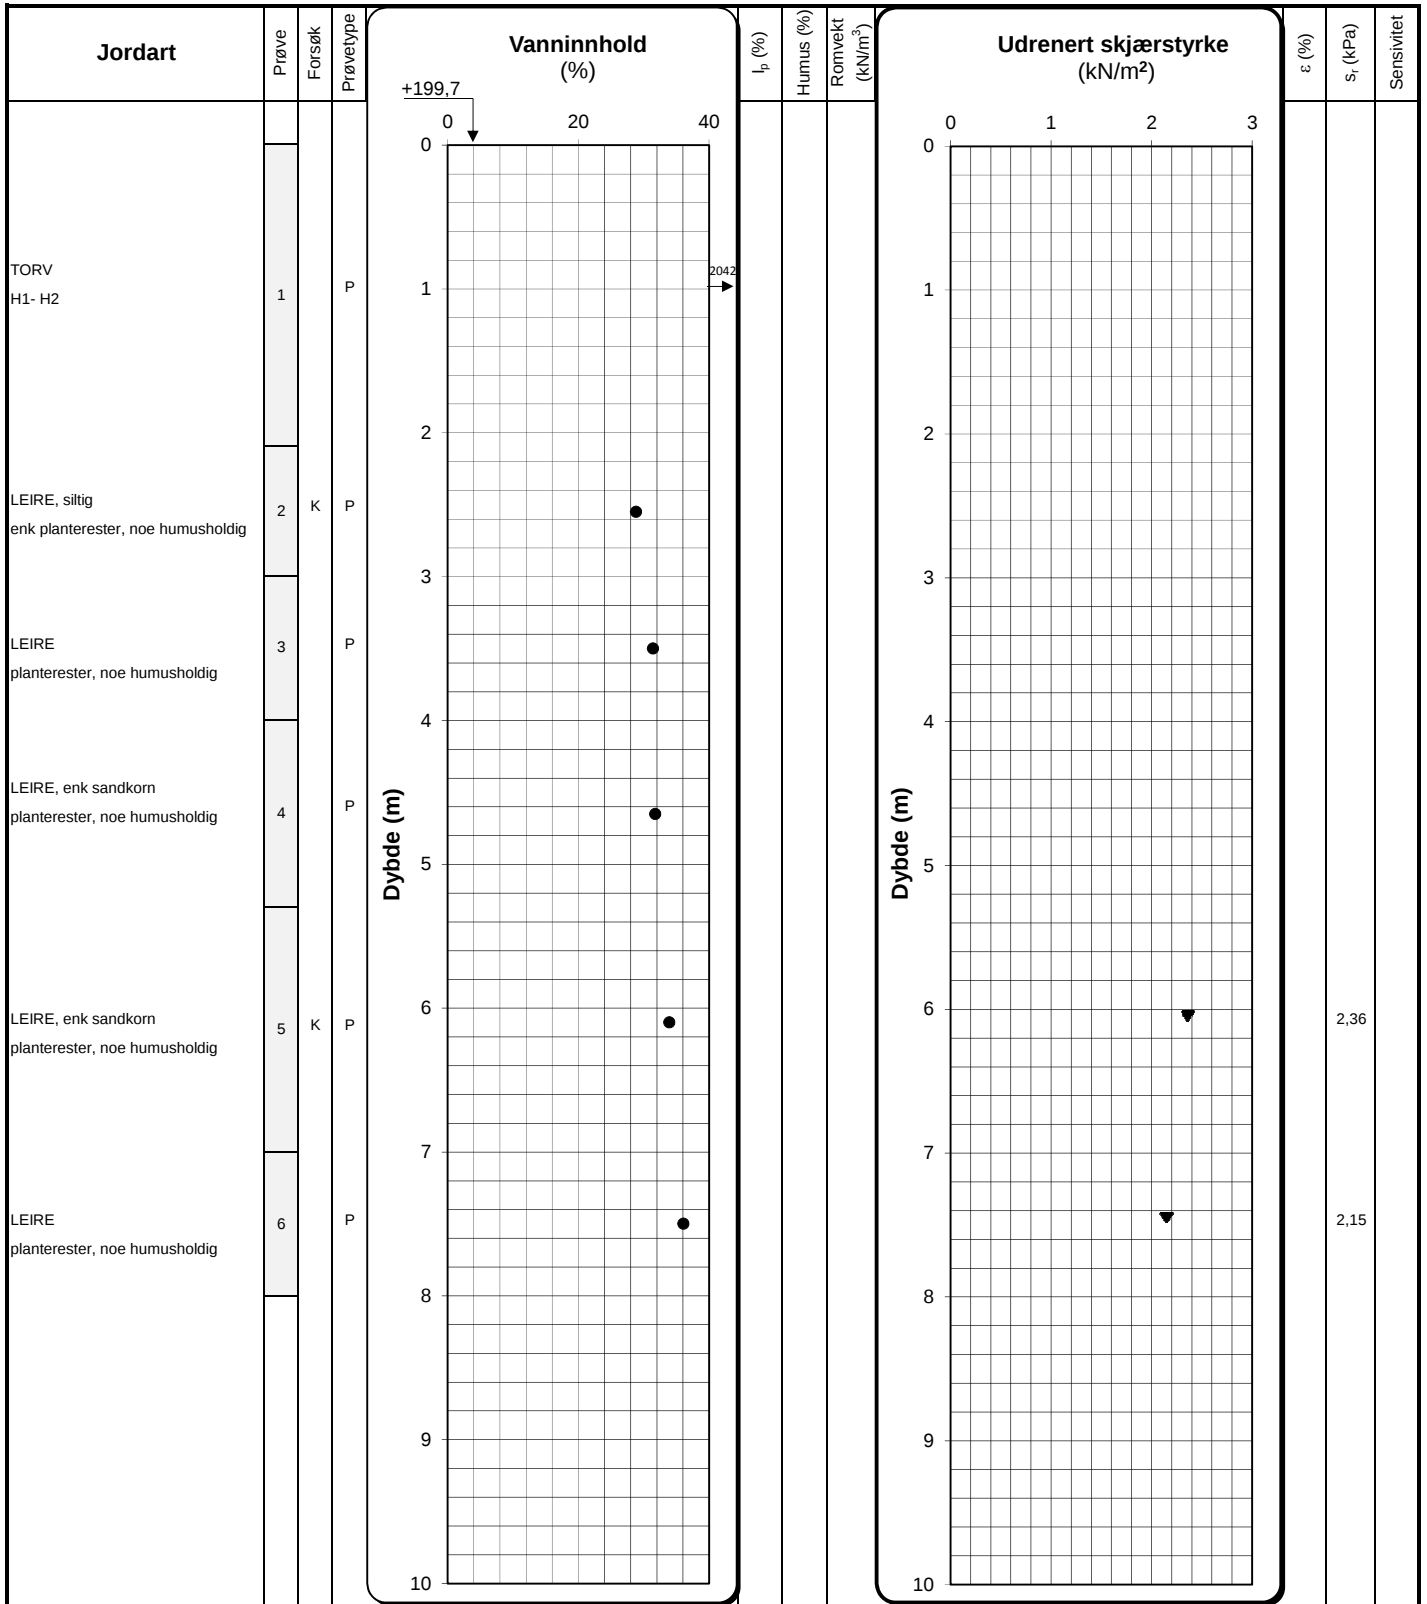 Jordart
Prøve
Forsøk
Prøvetype
Vanninnhold
(%)
Ip (%)
Humus (%)
Romvekt
(kN/m³)
Udrenert skjærstyrke
(kN/m²)
ε (%)
sr (kPa)
Sensivitet
+199,7
0 20 40
0 1 2 3
0
1
2
3
4
5
6
7
8
9
10
Dybde (m)
0
1
2
3
4
5
6
7
8
9
10
Dybde (m)
TORV
H1- H2
1 P
2042
LEIRE, siltig
enk planterester, noe humusholdig
2 K P
LEIRE
planterester, noe humusholdig
3 P
LEIRE, enk sandkorn
planterester, noe humusholdig
4 P
LEIRE, enk sandkorn
planterester, noe humusholdig
5 K P
2,36
LEIRE
planterester, noe humusholdig
6 P
2,15